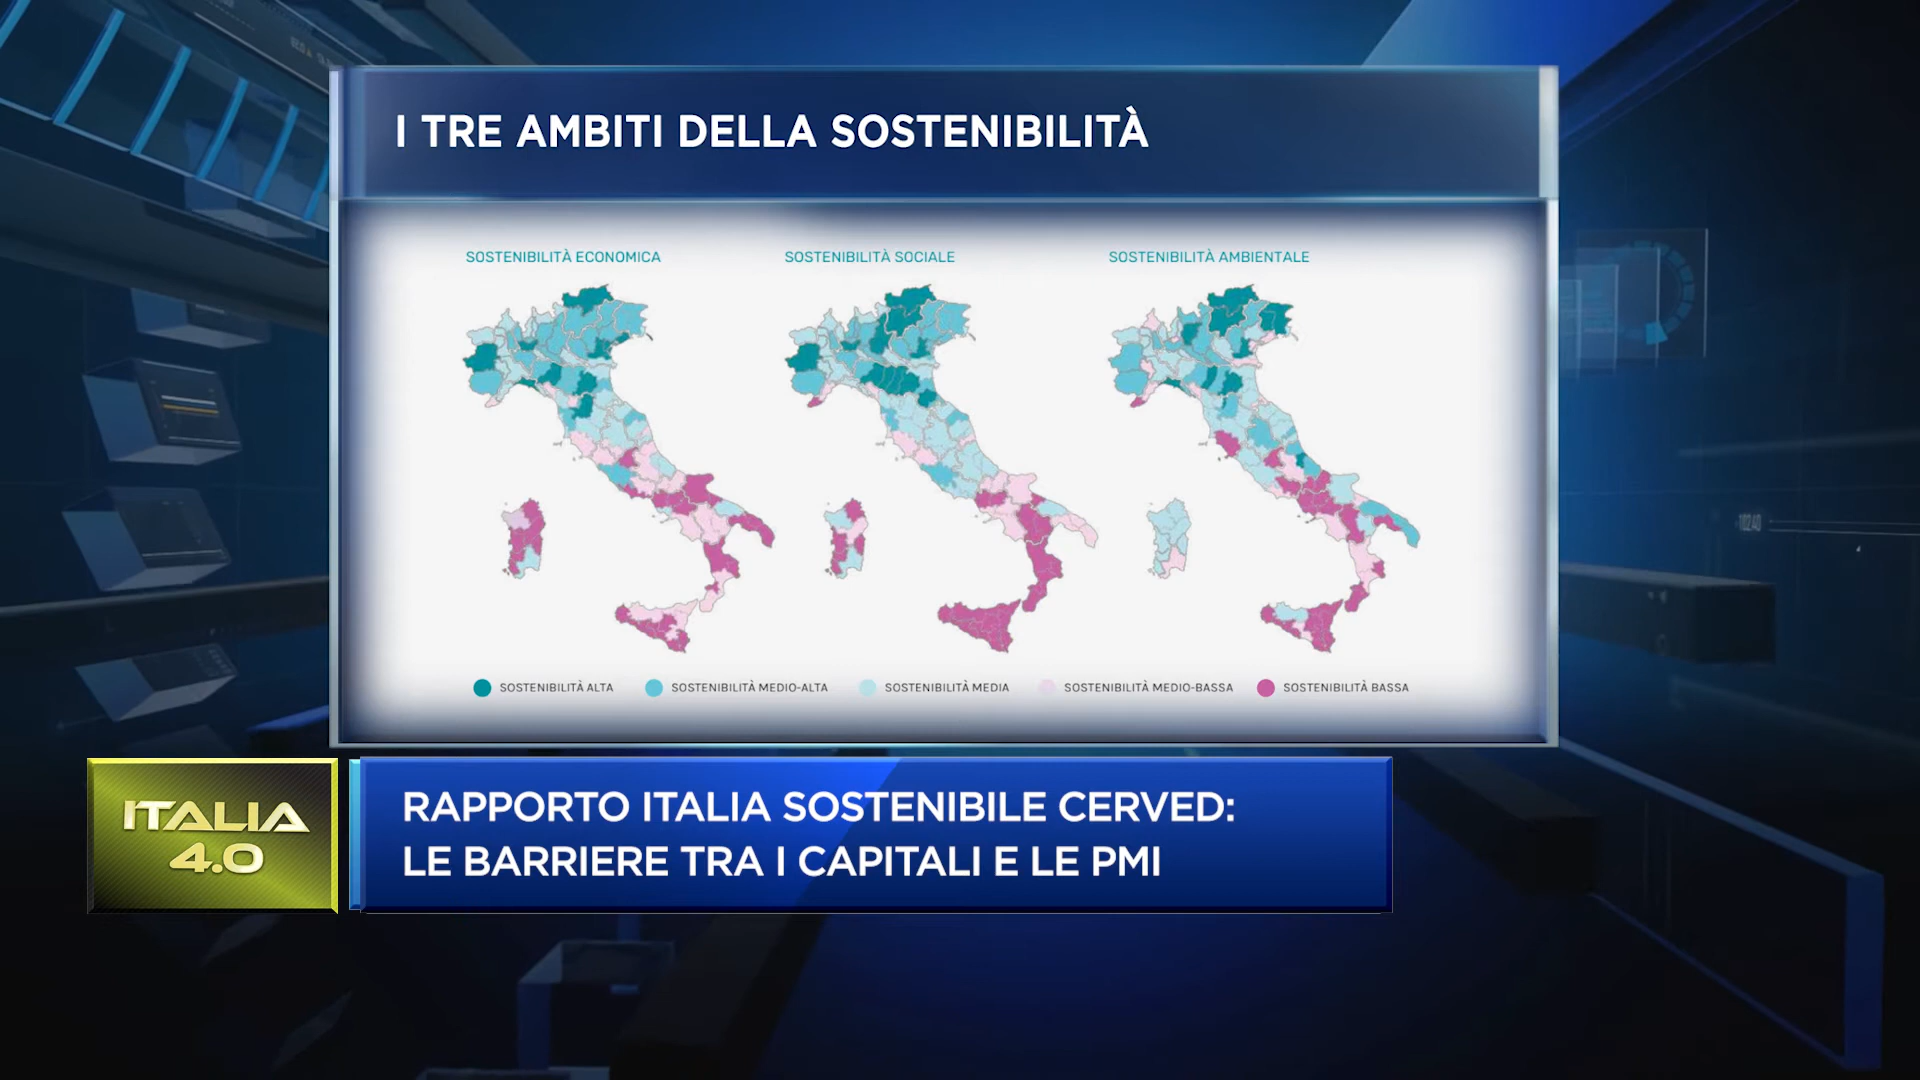 I TRE AMBITI DELLA SOSTENIBILITÀ
SOSTENIBILITÀ ECONOMICA
SOSTENIBILITÀ SOCIALE
SOSTENIBILITÀ AMBIENTALE
SOSTENIBILITÀ ALTA
SOSTENIBILITÀ MEDIO-ALTA
SOSTENIBILITÀ MEDIA
SOSTENIBILITÀ MEDIO-BASSA
SOSTENIBILITÀ BASSA
ITALIA
4.0
RAPPORTO ITALIA SOSTENIBILE CERVED:
LE BARRIERE TRA I CAPITALI E LE PMI